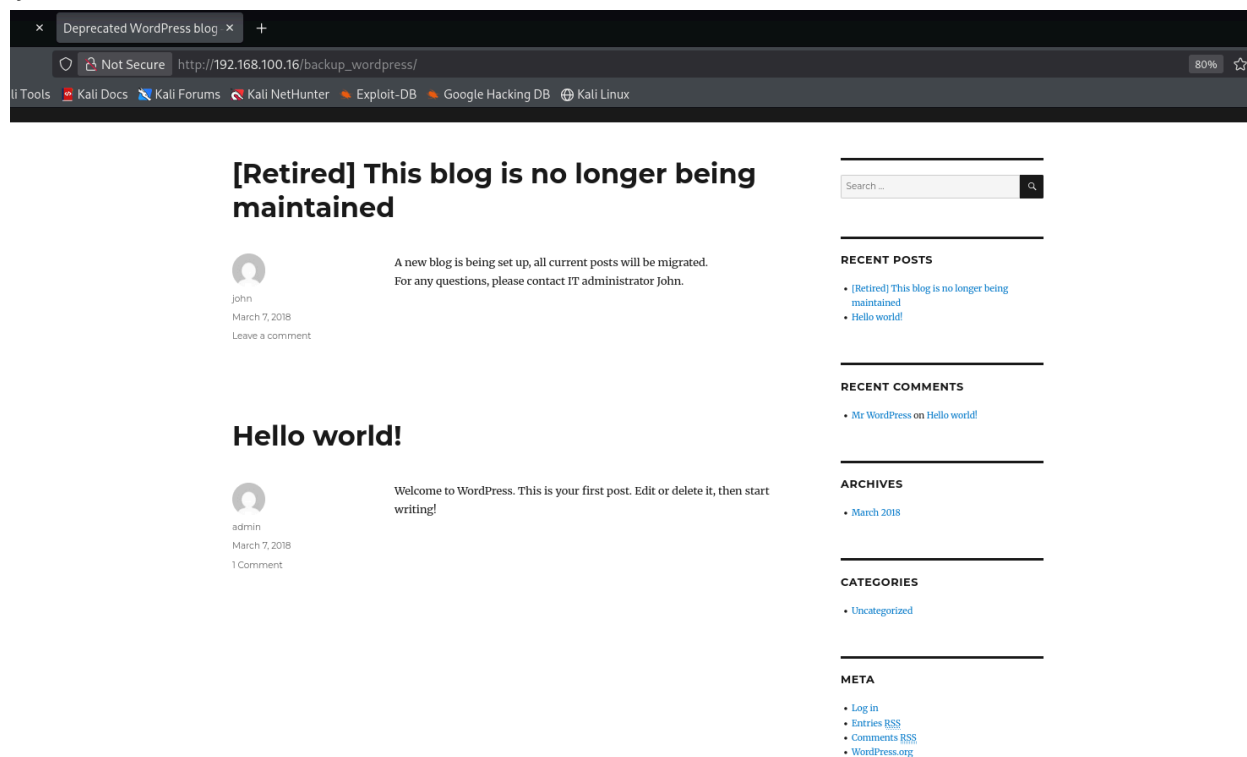 Deprecated WordPress blog
Not Secure http://192.168.100.16/backup_wordpress/ 80%
li Tools Kali Docs Kali Forums Kali NetHunter Exploit-DB Google Hacking DB Kali Linux
[Retired] This blog is no longer being
maintained
john
March 7, 2018
Leave a comment
A new blog is being set up, all current posts will be migrated.
For any questions, please contact IT administrator John.
Hello world!
admin
March 7, 2018
1 Comment
Welcome to WordPress. This is your first post. Edit or delete it, then start
writing!
Search ...
RECENT POSTS
[Retired] This blog is no longer being
maintained
Hello world!
RECENT COMMENTS
Mr WordPress on Hello world!
ARCHIVES
March 2018
CATEGORIES
Uncategorized
META
Log in
Entries RSS
Comments RSS
WordPress.org